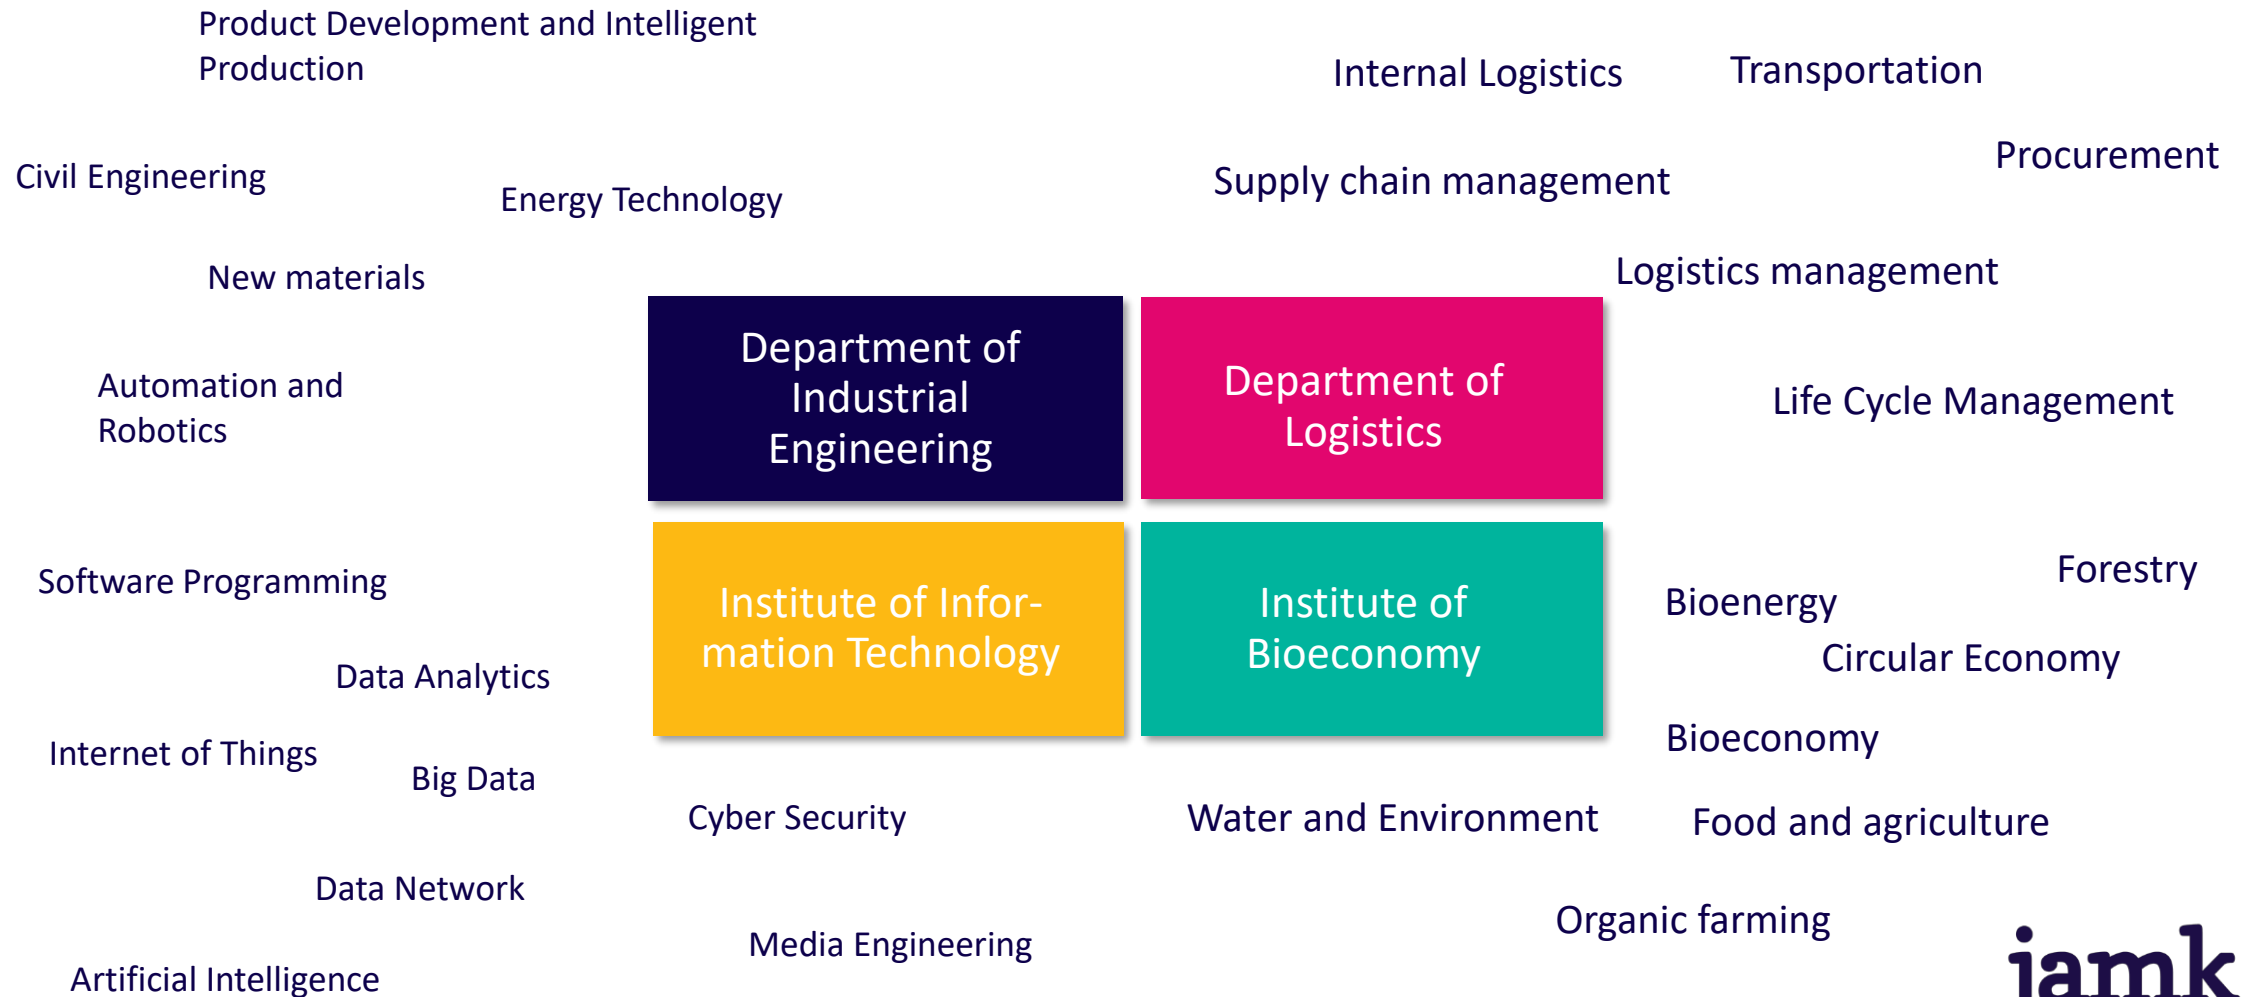 Product Development and Intelligent
Production
Civil Engineering
Energy Technology
New materials
Automation and
Robotics
Internal Logistics
Transportation
Procurement
Supply chain management
Logistics management
Life Cycle Management
Department of
Industrial
Engineering
Department of
Logistics
Institute of Infor-
mation Technology
Institute of
Bioeconomy
Software Programming
Data Analytics
Internet of Things
Big Data
Cyber Security
Data Network
Media Engineering
Artificial Intelligence
Forestry
Bioenergy
Circular Economy
Bioeconomy
Water and Environment
Food and agriculture
Organic farming
jamk